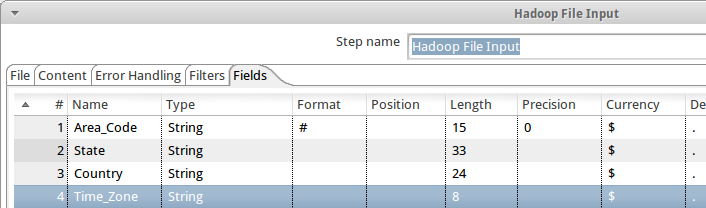 Hadoop File Input
Step name Hadoop File Input
File Content Error Handling Filters Fields
# Name Type Format Position Length Precision Currency De
1 Area_Code String # 15 0 $ .
2 State String 33 $ .
3 Country String 24 $ .
4 Time_Zone String 8 $ .